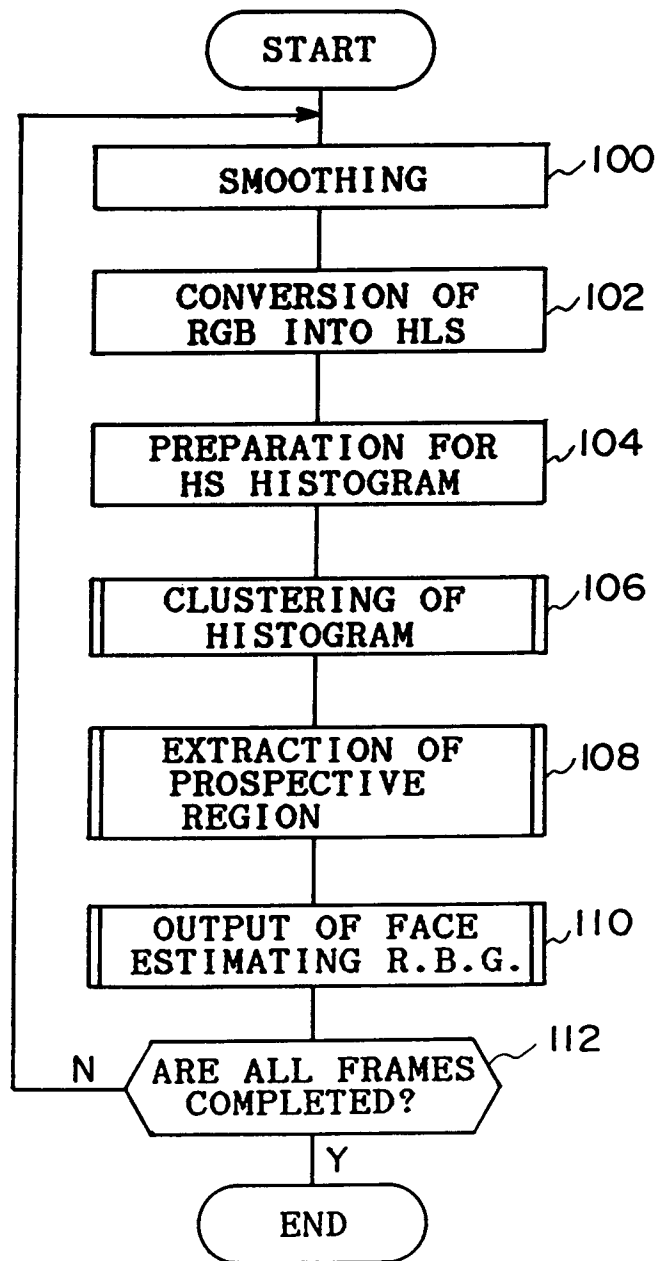 START
SMOOTHING
100
CONVERSION OF
RGB INTO HLS
102
PREPARATION FOR
HS HISTOGRAM
104
CLUSTERING OF
HISTOGRAM
106
EXTRACTION OF
PROSPECTIVE
REGION
108
OUTPUT OF FACE
ESTIMATING R.B.G.
110
N
ARE ALL FRAMES
COMPLETED?
112
Y
END